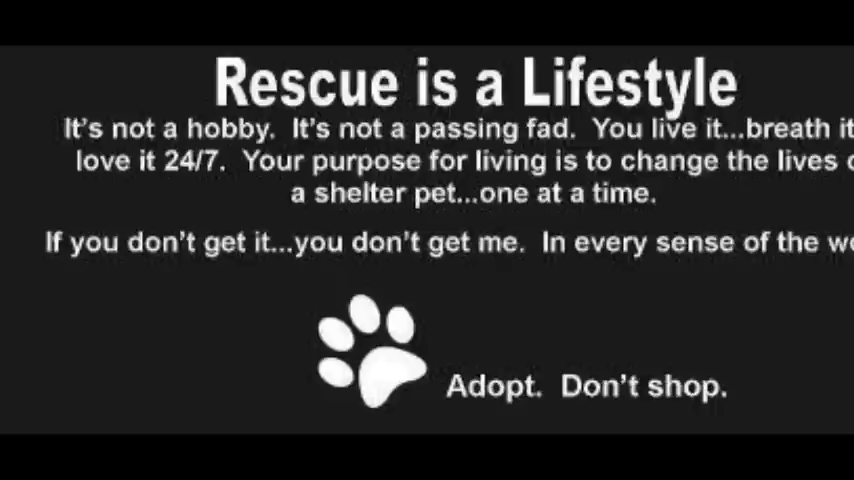 Rescue is a Lifestyle
It's not a hobby.  It's not a passing fad.  You live it...breath it
love it 24/7.  Your purpose for living is to change the lives
a shelter pet...one at a time.
If you don't get it...you don't get me.  In every sense of the
Adopt.  Don't shop.